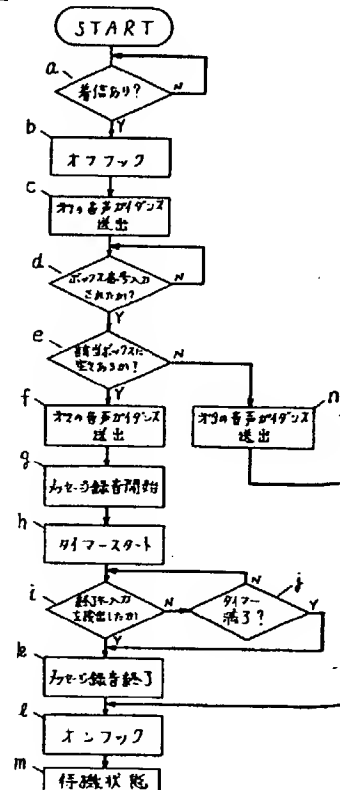 START
a
着信あり?
N
Y
b
オフフック
c
オ1の音声ガイダンス
送出
d
ボックス番号入力
されたか?
N
Y
e
該当ボックスに
空てあるか?
N
Y
f
オ2の音声ガイダンス
送出
n
オ3の音声ガイダンス
送出
g
メッセージ録音開始
h
タイマースタート
i
終了キー入力
を検出したか?
N
Y
j
タイマー
満了?
N
Y
k
メッセージ録音終了
l
オンフック
m
待機状態